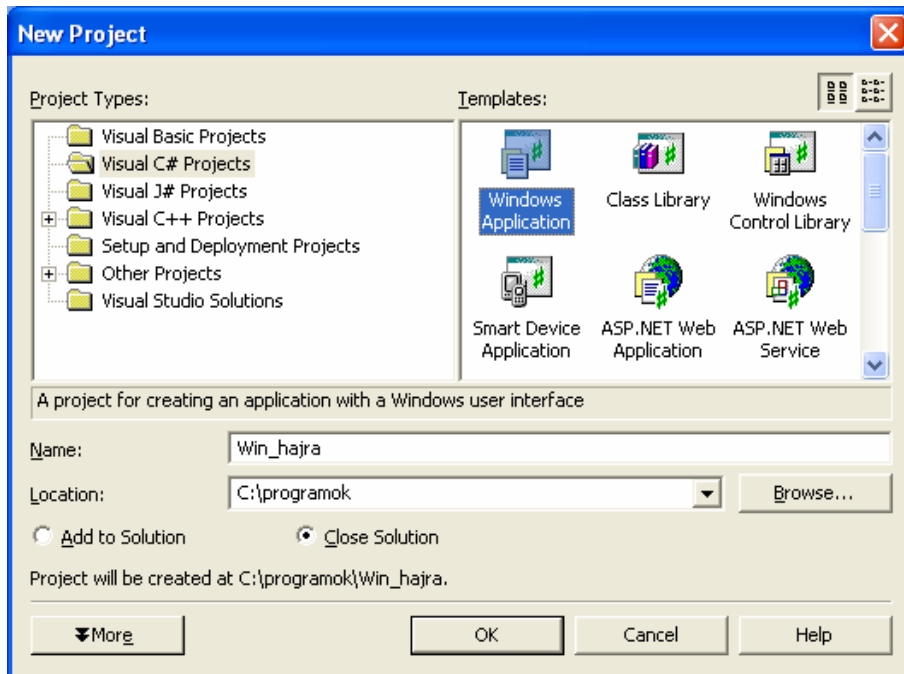 New Project
Project Types:
Templates:
Visual Basic Projects
Visual C# Projects
Visual J# Projects
Visual C++ Projects
Setup and Deployment Projects
Other Projects
Visual Studio Solutions
Windows
Application
Class Library
Windows
Control Library
Smart Device
Application
ASP.NET Web
Application
ASP.NET Web
Service
A project for creating an application with a Windows user interface
Name:
Win_hajra
Location:
C:\programok
Browse...
Add to Solution
Close Solution
Project will be created at C:\programok\Win_hajra.
More
OK
Cancel
Help